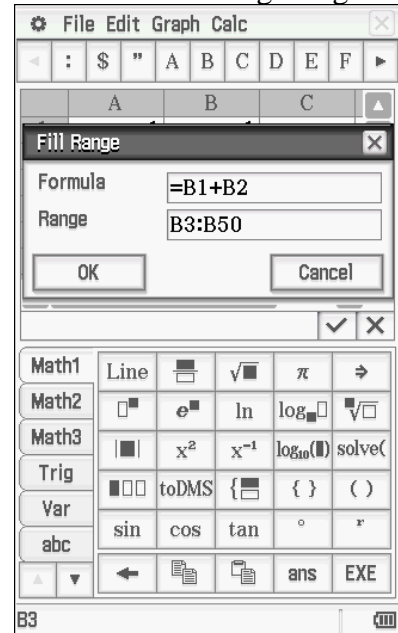 File Edit Graph Calc
: $ " A B C D E F
A B C
Fill Range
Formula =B1+B2
Range B3:B50
OK Cancel
Math1 Line √■ π ⇒
Math2 □■ e■ ln log■□ ■√□
Math3 |■| x² x⁻¹ log₁₀(■) solve(
Trig ■□□ toDMS { { } ( )
Var sin cos tan ° r
abc
ans EXE
B3